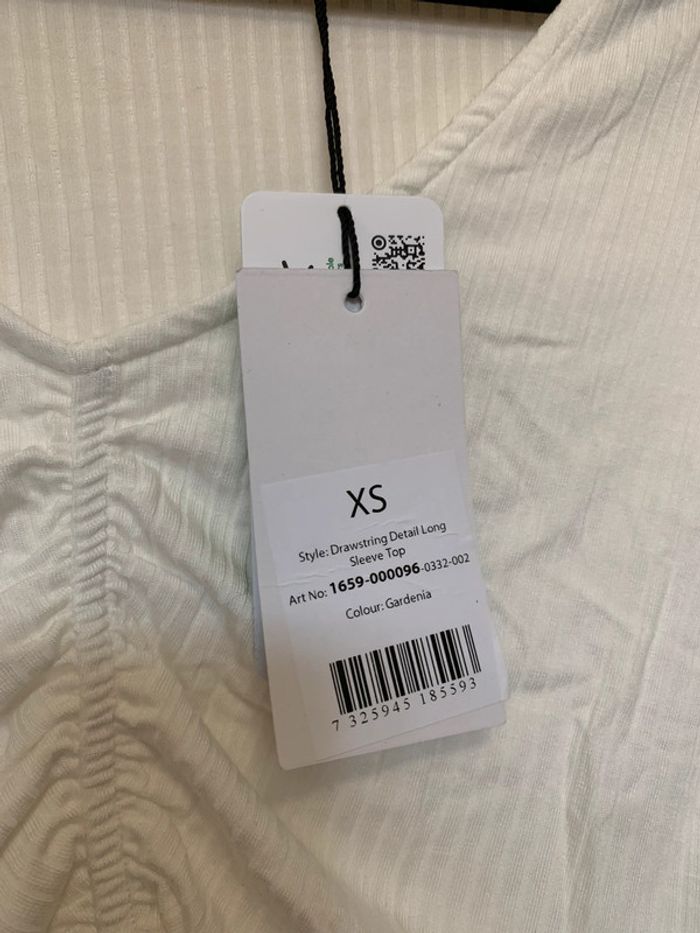 XS
Style: Drawstring Detail Long
Sleeve Top
Art No: 1659-000096-0332-002
Colour: Gardenia
7 325945 185593